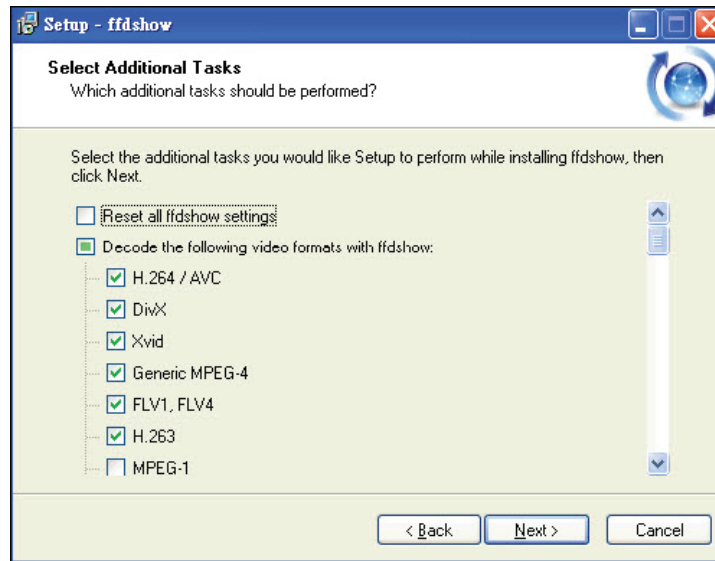 Setup - ffdshow
Select Additional Tasks
Which additional tasks should be performed?
Select the additional tasks you would like Setup to perform while installing ffdshow, then
click Next.
Reset all ffdshow settings
Decode the following video formats with ffdshow:
H.264 / AVC
DivX
Xvid
Generic MPEG-4
FLV1, FLV4
H.263
MPEG-1
< Back
Next >
Cancel